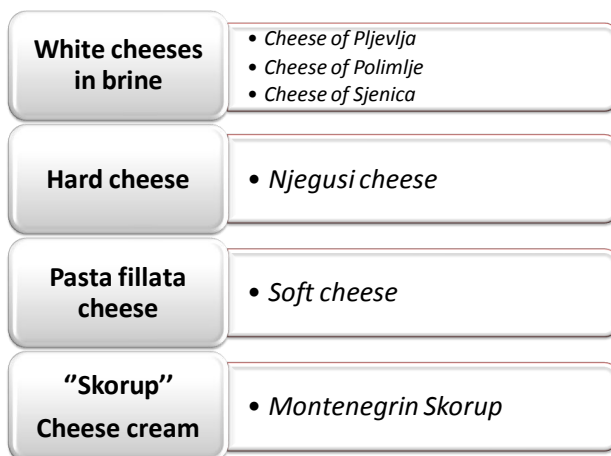 White cheeses
in brine
• Cheese of Pljevlja
• Cheese of Polimlje
• Cheese of Sjenica
Hard cheese
• Njegusi cheese
Pasta fillata
cheese
• Soft cheese
‘’Skorup’’
Cheese cream
• Montenegrin Skorup